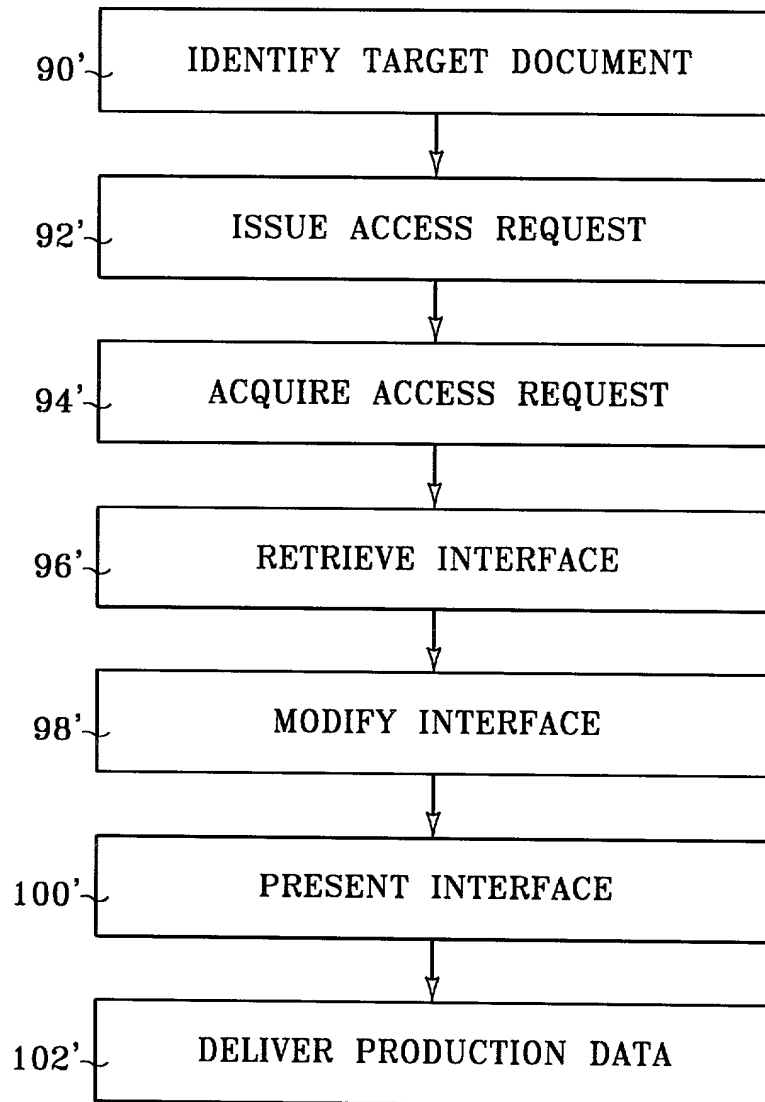 90' IDENTIFY TARGET DOCUMENT
92' ISSUE ACCESS REQUEST
94' ACQUIRE ACCESS REQUEST
96' RETRIEVE INTERFACE
98' MODIFY INTERFACE
100' PRESENT INTERFACE
102' DELIVER PRODUCTION DATA